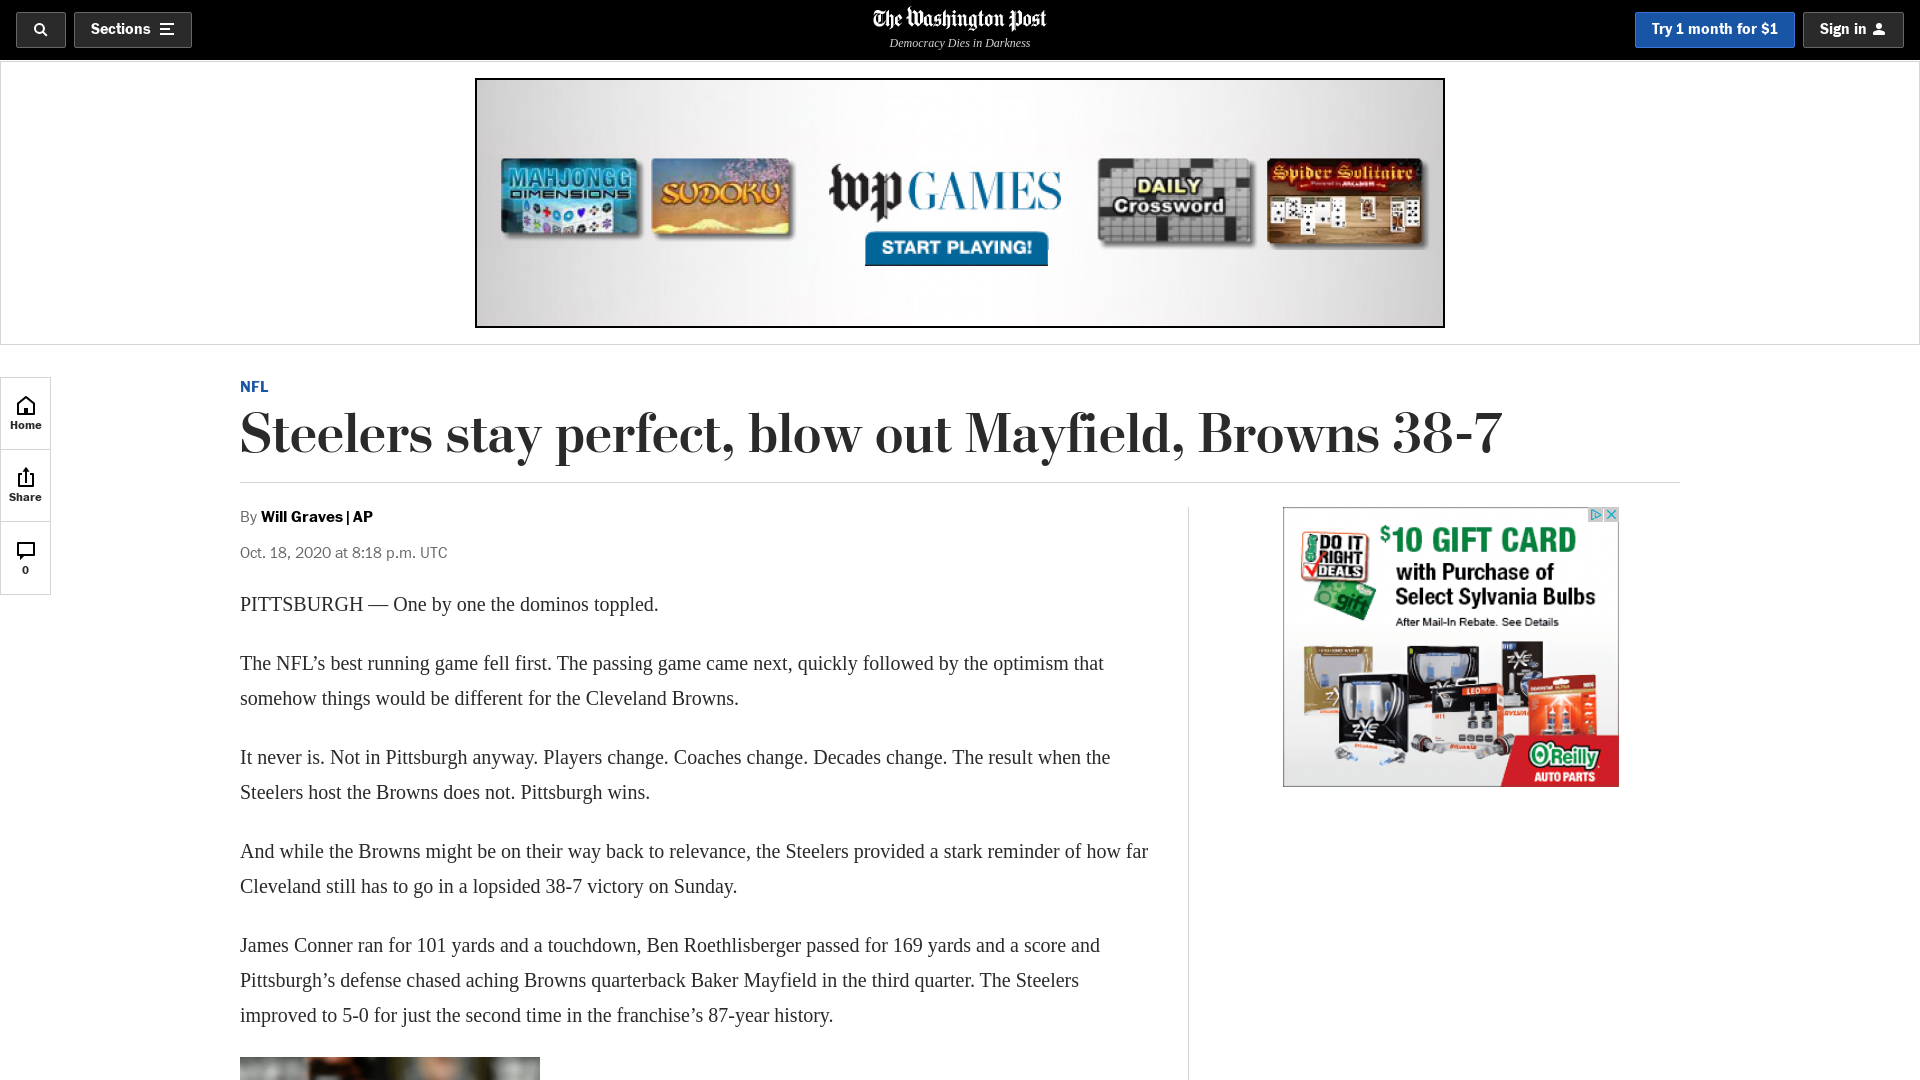 Sections
The Washington Post
Democracy Dies in Darkness
Try 1 month for $1
Sign in
MAHJONGG
DIMENSIONS
SUDOKU
wp GAMES
START PLAYING!
DAILY
Crossword
Spider Solitaire
Home
Share
0
NFL
Steelers stay perfect, blow out Mayfield, Browns 38-7
By Will Graves | AP
Oct. 18, 2020 at 8:18 p.m. UTC
PITTSBURGH — One by one the dominos toppled.
The NFL’s best running game fell first. The passing game came next, quickly followed by the optimism that
somehow things would be different for the Cleveland Browns.
It never is. Not in Pittsburgh anyway. Players change. Coaches change. Decades change. The result when the
Steelers host the Browns does not. Pittsburgh wins.
And while the Browns might be on their way back to relevance, the Steelers provided a stark reminder of how far
Cleveland still has to go in a lopsided 38-7 victory on Sunday.
James Conner ran for 101 yards and a touchdown, Ben Roethlisberger passed for 169 yards and a score and
Pittsburgh’s defense chased aching Browns quarterback Baker Mayfield in the third quarter. The Steelers
improved to 5-0 for just the second time in the franchise’s 87-year history.
DO IT
RIGHT
DEALS
gift
$10 GIFT CARD
with Purchase of
Select Sylvania Bulbs
After Mail-In Rebate. See Details
O'Reilly
AUTO PARTS